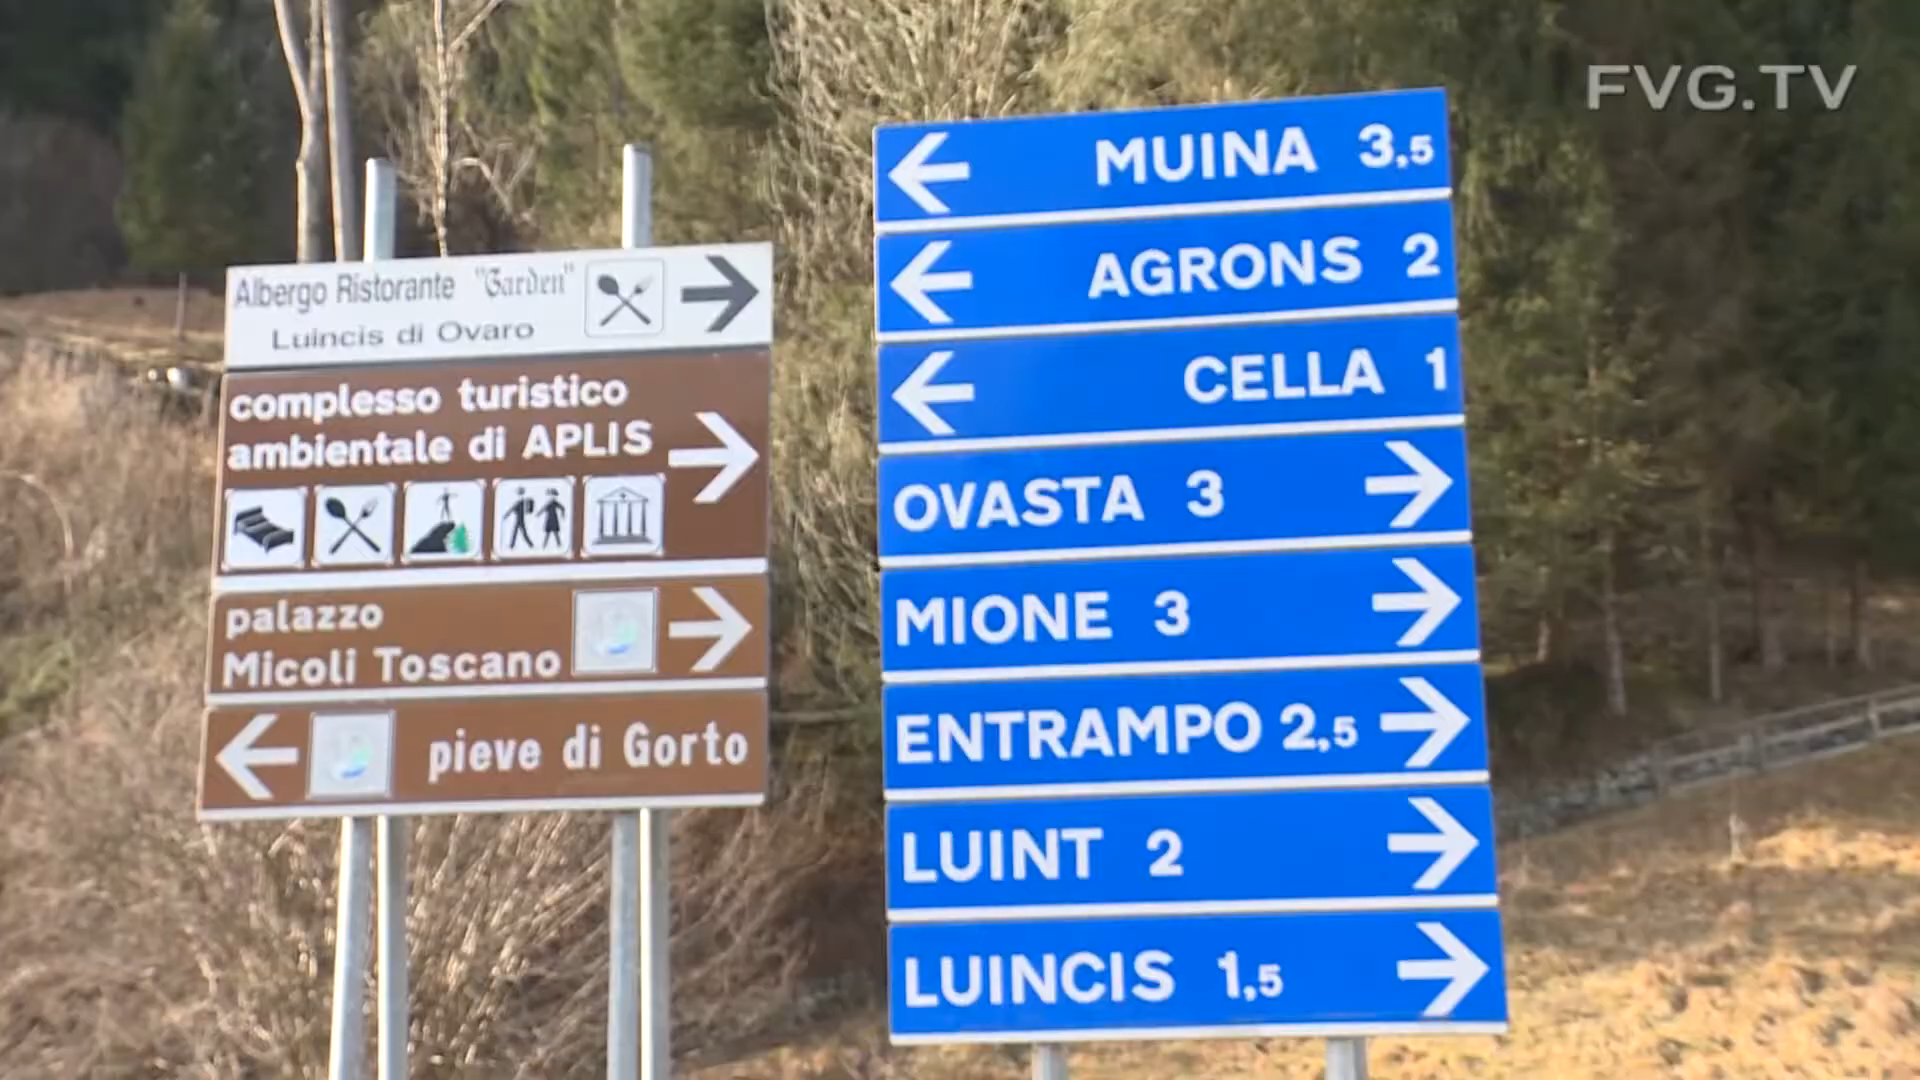 FVG.TV
Albergo Ristorante "Garden"
Luincis di Ovaro
complesso turistico
ambientale di APLIS
palazzo
Micoli Toscano
pieve di Gorto
MUINA 3,5
AGRONS 2
CELLA 1
OVASTA 3
MIONE 3
ENTRAMPO 2,5
LUINT 2
LUINCIS 1,5